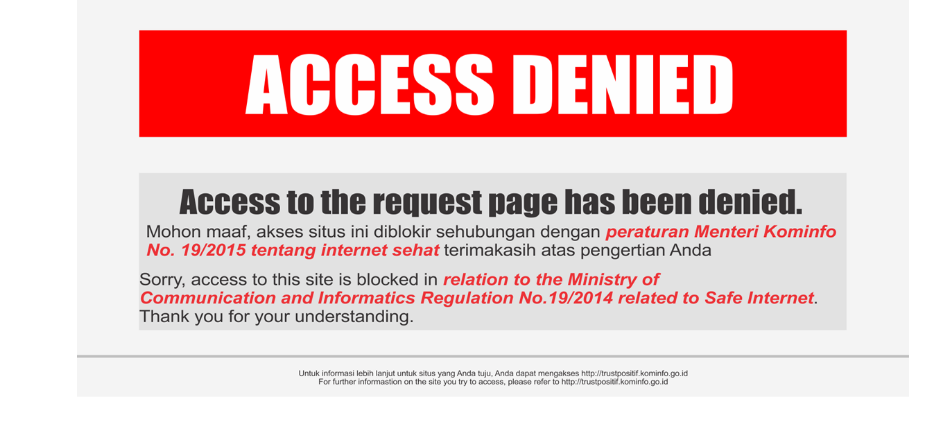 ACCESS DENIED
Access to the request page has been denied.
Mohon maaf, akses situs ini diblokir sehubungan dengan peraturan Menteri Kominfo
No. 19/2015 tentang internet sehat terimakasih atas pengertian Anda
Sorry, access to this site is blocked in relation to the Ministry of
Communication and Informatics Regulation No.19/2014 related to Safe Internet.
Thank you for your understanding.
Untuk informasi lebih lanjut untuk situs yang Anda tuju, Anda dapat mengakses http://trustpositif.kominfo.go.id
For further informastion on the site you try to access, please refer to http://trustpositif.kominfo.go.id